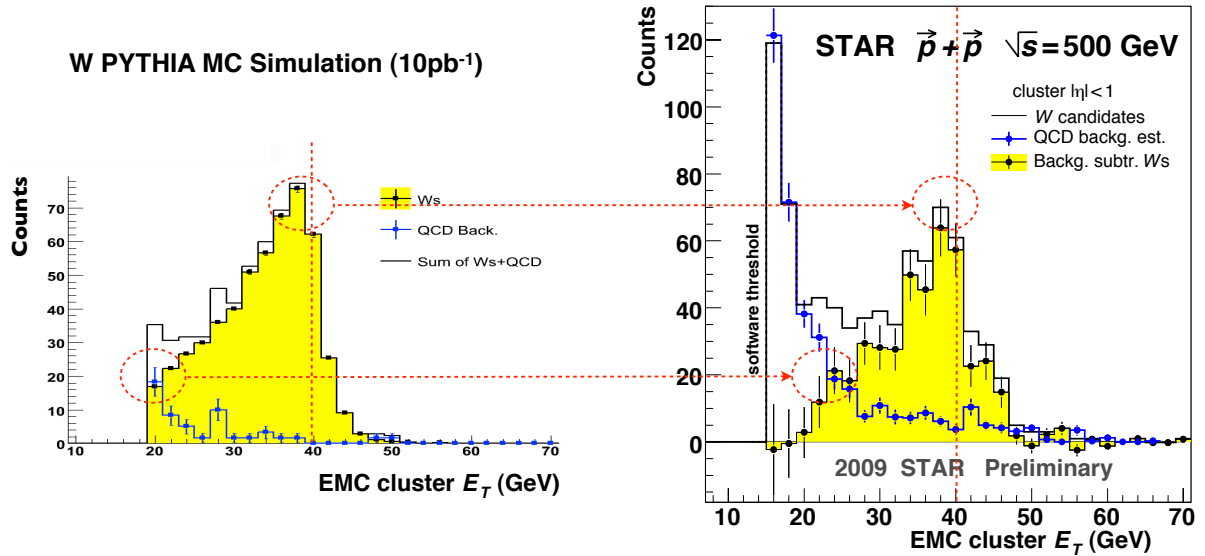 W PYTHIA MC Simulation (10pb-1)
Counts
70
60
50
40
30
20
10
0
10 20 30 40 50 60 70
EMC cluster ET (GeV)
Ws
QCD Back.
Sum of Ws+QCD
Counts
120
100
80
60
40
20
0
10 20 30 40 50 60 70
EMC cluster ET (GeV)
STAR p + p √s = 500 GeV
cluster |η| < 1
W candidates
QCD backg. est.
Backg. subtr. Ws
software threshold
2009 STAR Preliminary